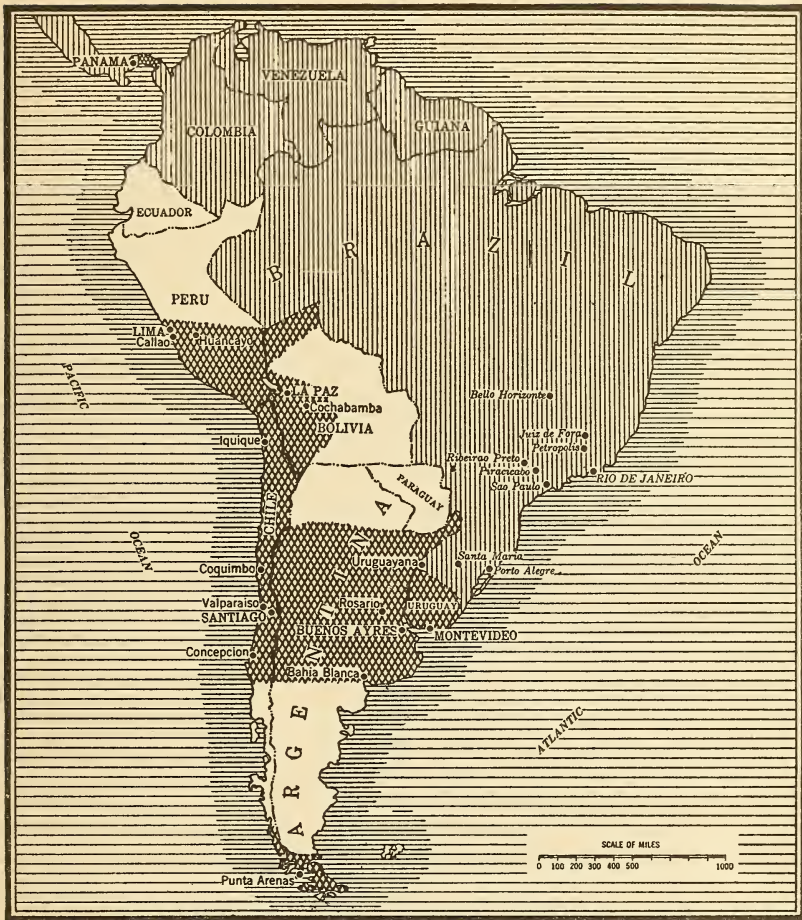 PANAMA
VENEZUELA
COLOMBIA
GUIANA
ECUADOR
BRAZIL
PERU
LIMA
Callao
Huancayo
PACIFIC
LA PAZ
Cochabamba
BOLIVIA
Bello Horizonte
Juiz de Fora
Petropolis
Iquique
Ribeirao Preto
Piracicabo
Sao Paulo
RIO DE JANEIRO
PARAGUAY
CHILE
OCEAN
OCEAN
Coquimbo
Uruguayana
Santa Maria
Porto Alegre
Valparaiso
SANTIAGO
Rosario
URUGUAY
BUENOS AYRES
MONTEVIDEO
Concepcion
Bahia Blanca
ARGENTINA
ATLANTIC
SCALE OF MILES
0 100 200 300 400 500 1000
Punta Arenas